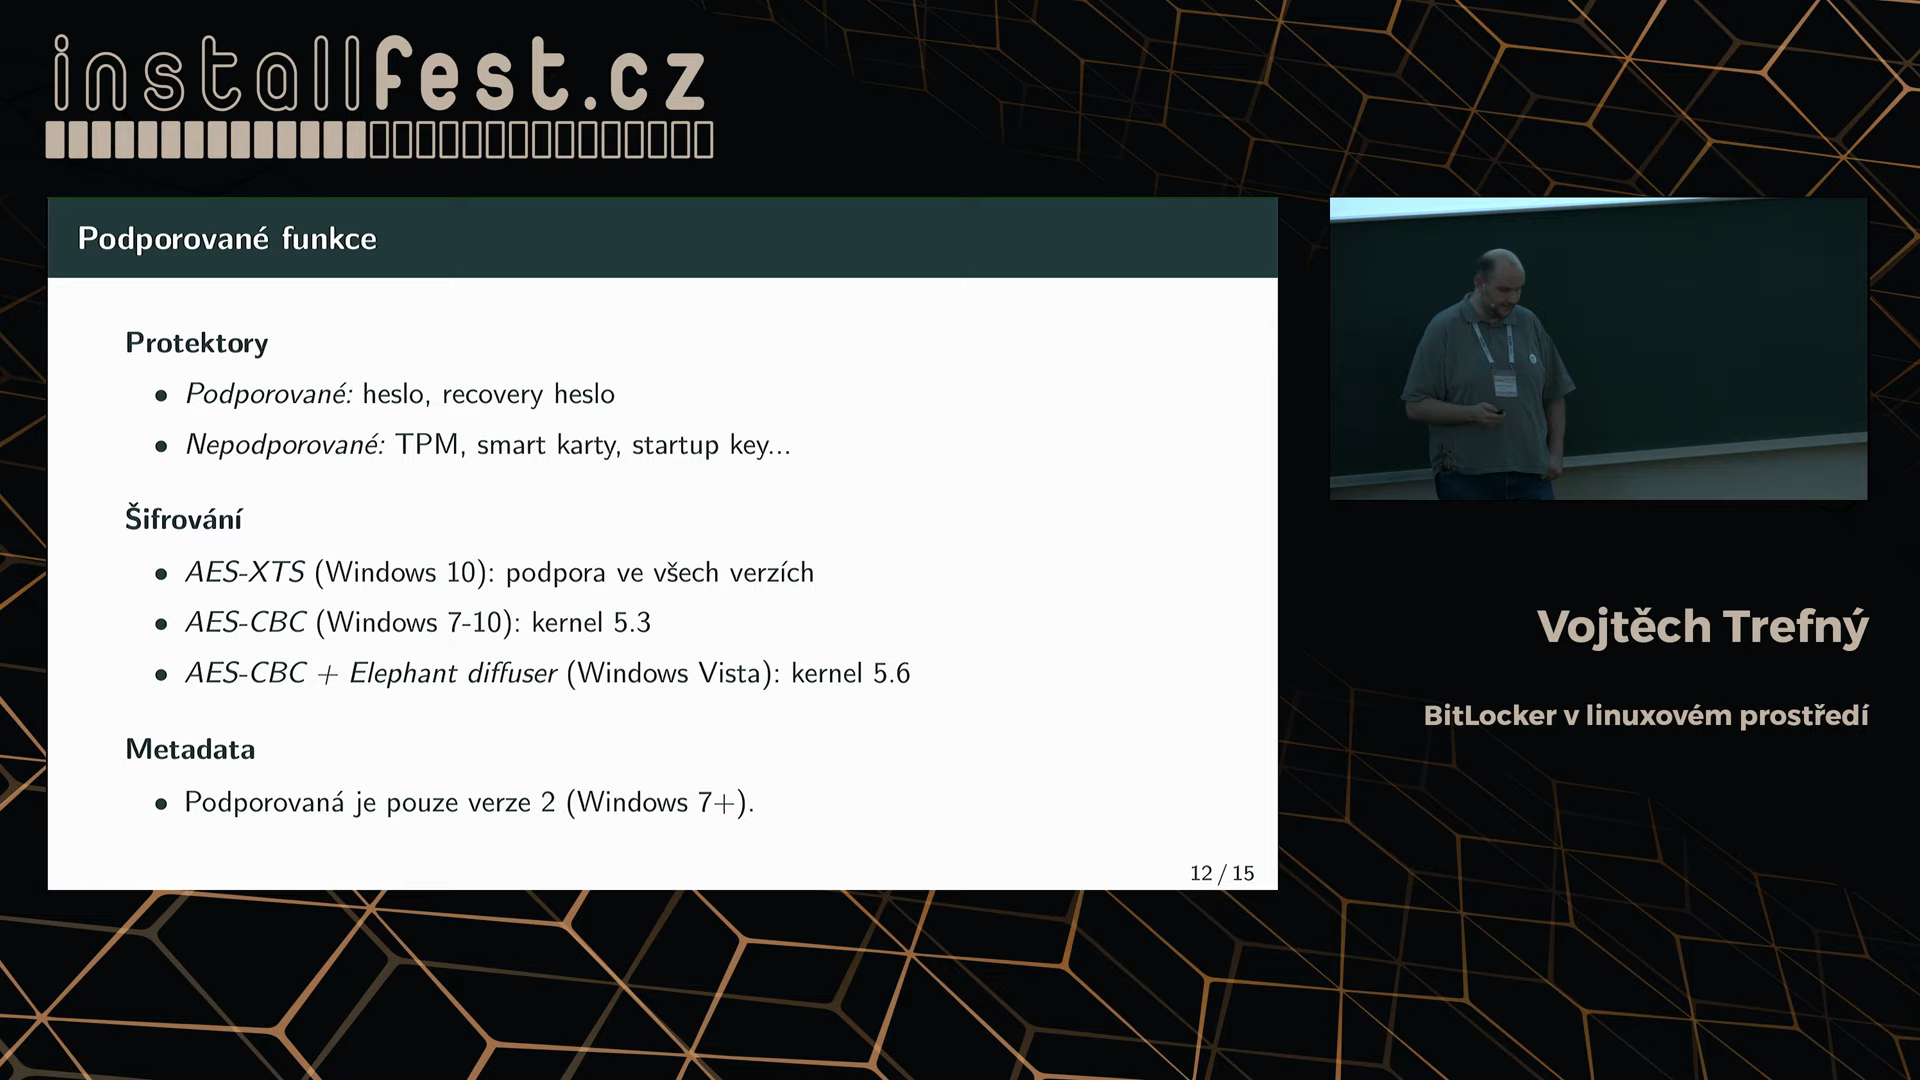 installfest.cz
Podporované funkce
Protektory
• Podporované: heslo, recovery heslo
• Nepodporované: TPM, smart karty, startup key...
Šifrování
• AES-XTS (Windows 10): podpora ve všech verzích
• AES-CBC (Windows 7-10): kernel 5.3
• AES-CBC + Elephant diffuser (Windows Vista): kernel 5.6
Metadata
• Podporovaná je pouze verze 2 (Windows 7+).
12 / 15
Vojtěch Trefný
BitLocker v linuxovém prostředí